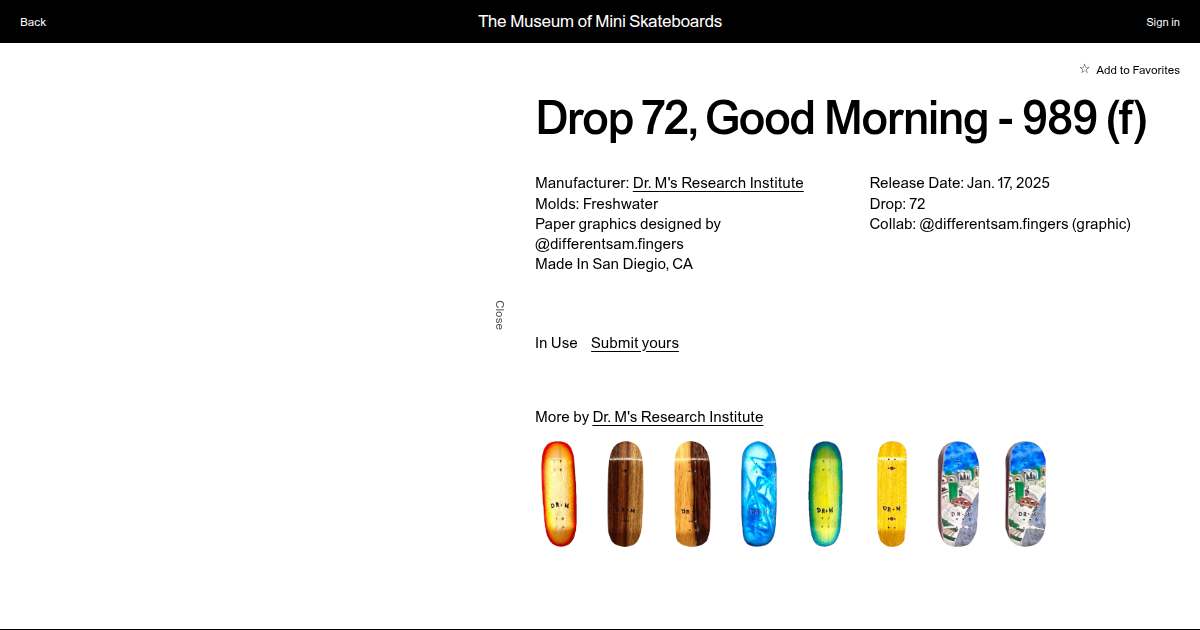 Back
The Museum of Mini Skateboards
Sign in
☆ Add to Favorites
Drop 72, Good Morning - 989 (f)
Manufacturer: Dr. M's Research Institute
Molds: Freshwater
Paper graphics designed by
@differentsam.fingers
Made In San Diegio, CA
Release Date: Jan. 17, 2025
Drop: 72
Collab: @differentsam.fingers (graphic)
Close
In Use Submit yours
More by Dr. M's Research Institute